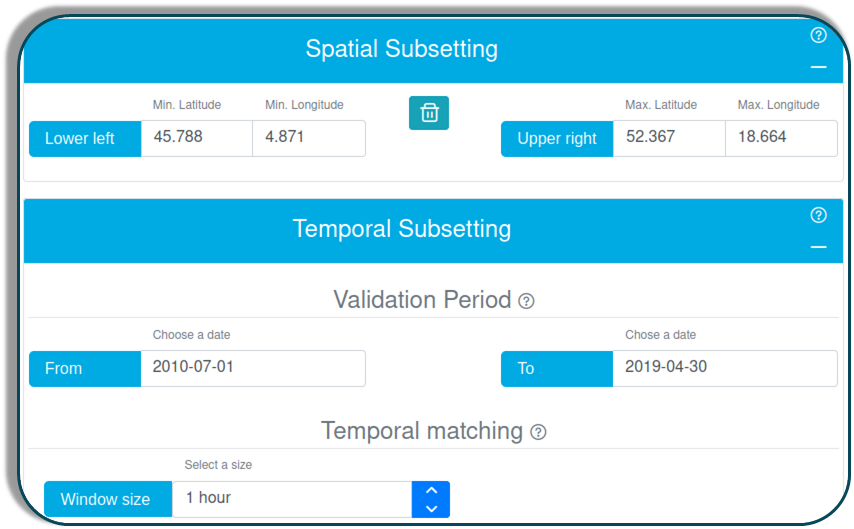 Spatial Subsetting
Min. Latitude Min. Longitude Max. Latitude Max. Longitude
Lower left 45.788 4.871 Upper right 52.367 18.664
Temporal Subsetting
Validation Period
Choose a date Chose a date
From 2010-07-01 To 2019-04-30
Temporal matching
Select a size
Window size 1 hour